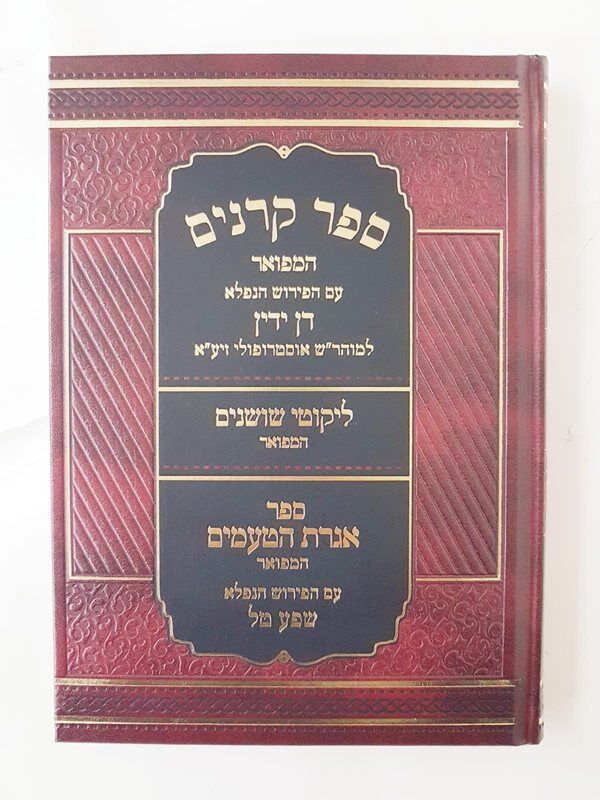 ספר קרנים
המפואר
עם הפירוש הנפלא
דן ידין
למוהר"ש אוסטרופולי זיע"א
ליקוטי שושנים
המפואר
ספר
אגרת הטעמים
המפואר
עם הפירוש הנפלא
שפע טל